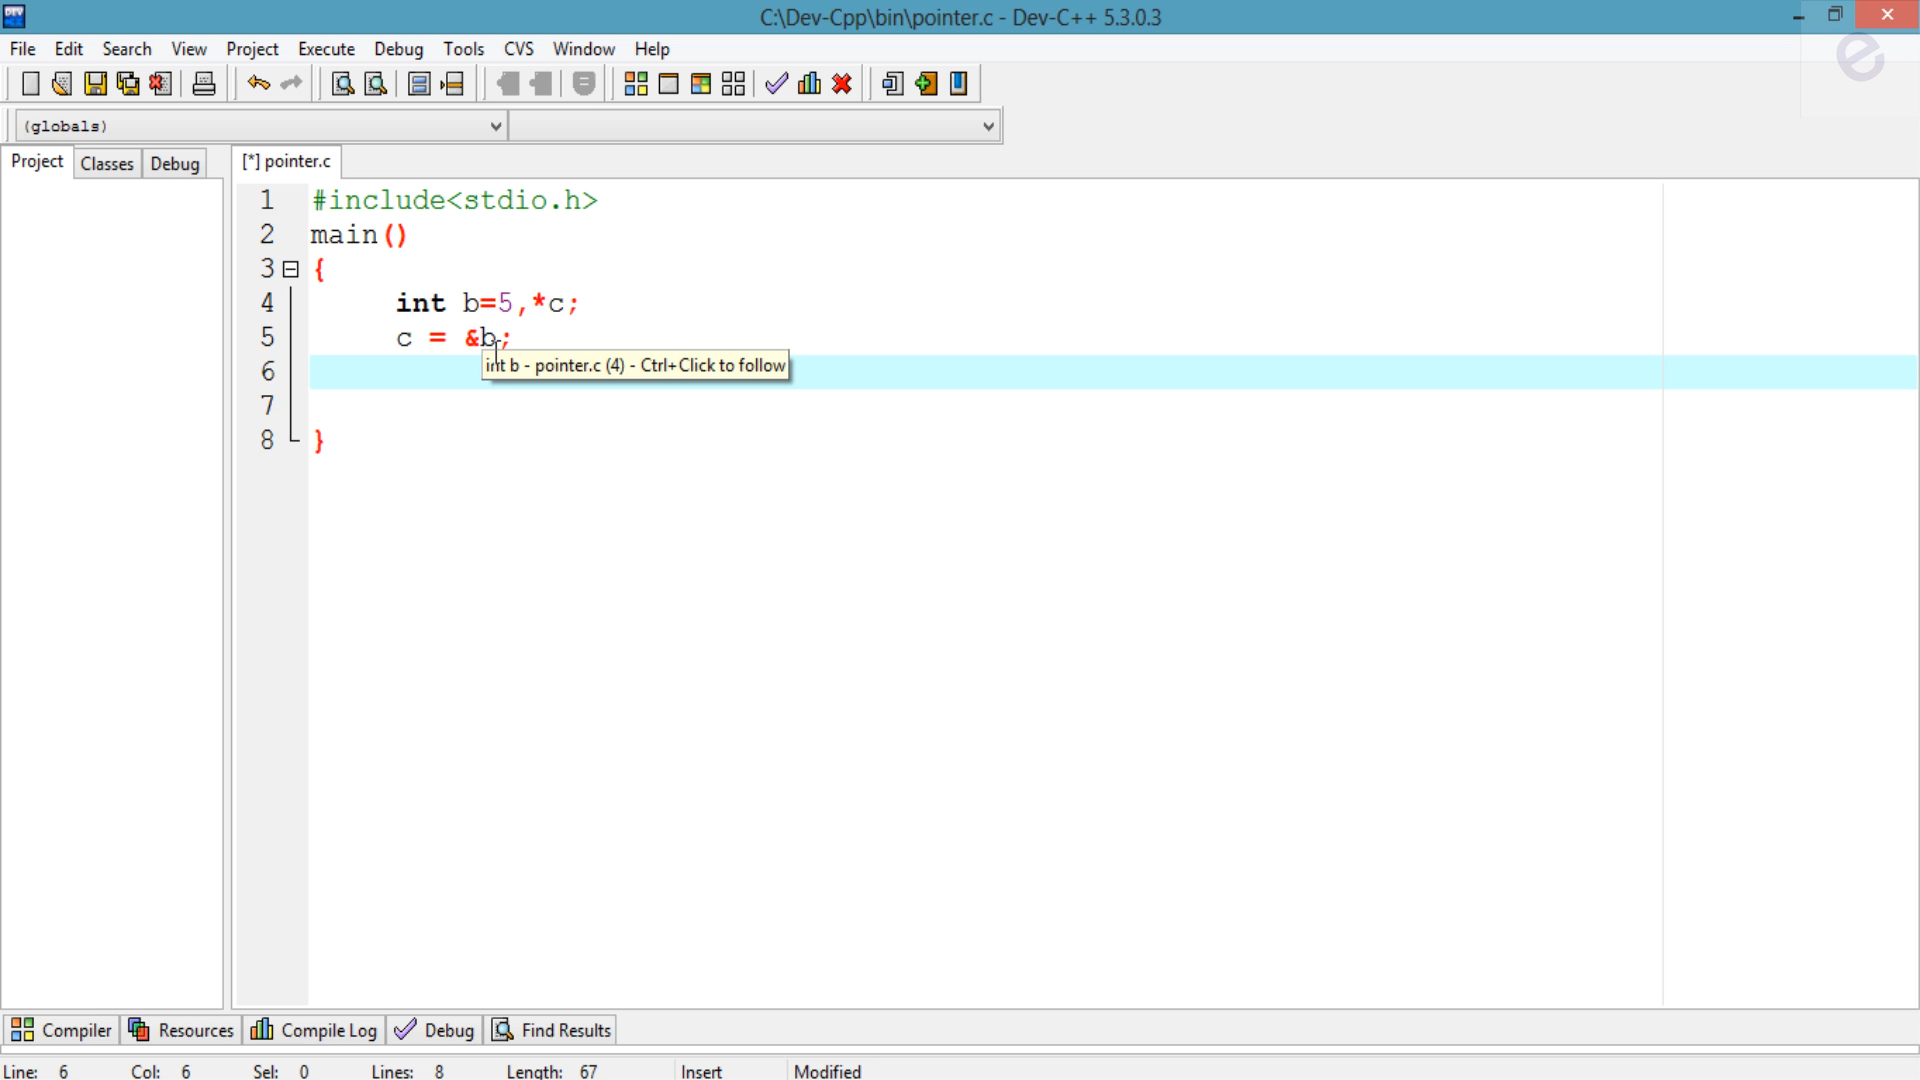 DEV
C:\Dev-Cpp\bin\pointer.c - Dev-C++ 5.3.0.3
File Edit Search View Project Execute Debug Tools CVS Window Help
e
(globals)
Project Classes Debug [*] pointer.c
1 #include<stdio.h>
2 main()
3 {
4 int b=5,*c;
5 c = &b;
int b - pointer.c (4) - Ctrl+Click to follow
6
7
8 }
Compiler Resources Compile Log Debug Find Results
Line: 6 Col: 6 Sel: 0 Lines: 8 Length: 67 Insert Modified